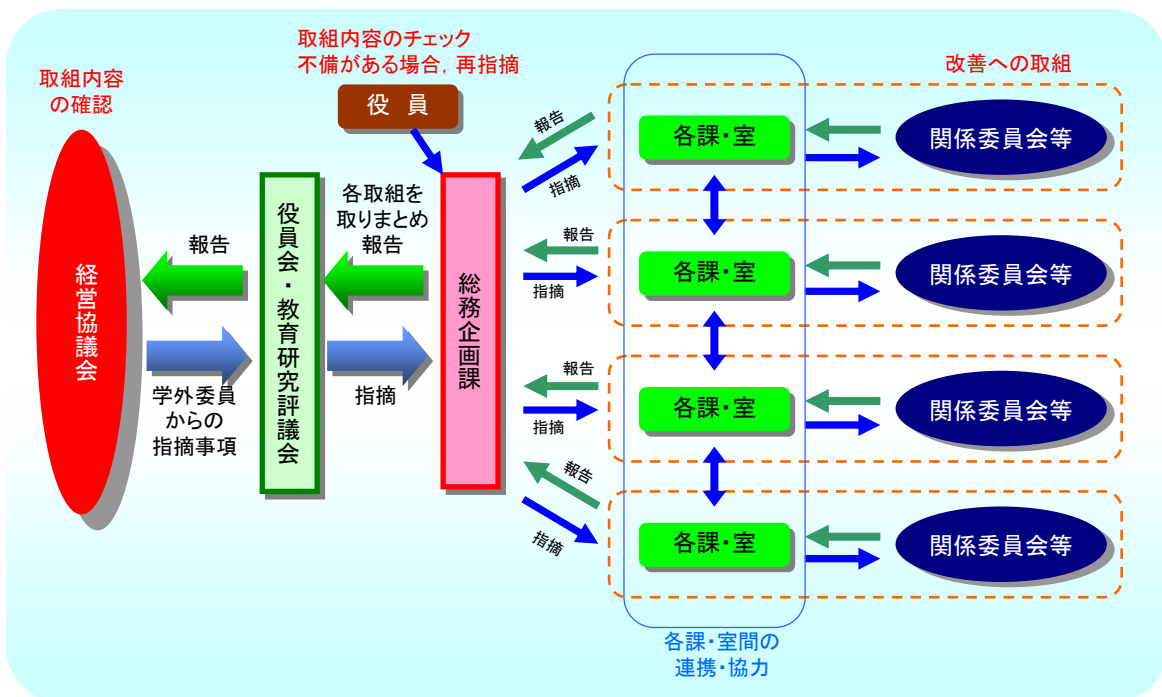 取組内容
の確認
経営協議会
報告
学外委員
からの
指摘事項
役員会・教育研究評議会
取組内容のチェック
不備がある場合，再指摘
役　員
各取組を
取りまとめ
報告
指摘
総務企画課
報告
指摘
報告
指摘
報告
指摘
報告
指摘
各課・室
各課・室
各課・室
各課・室
各課・室間の
連携・協力
改善への取組
関係委員会等
関係委員会等
関係委員会等
関係委員会等